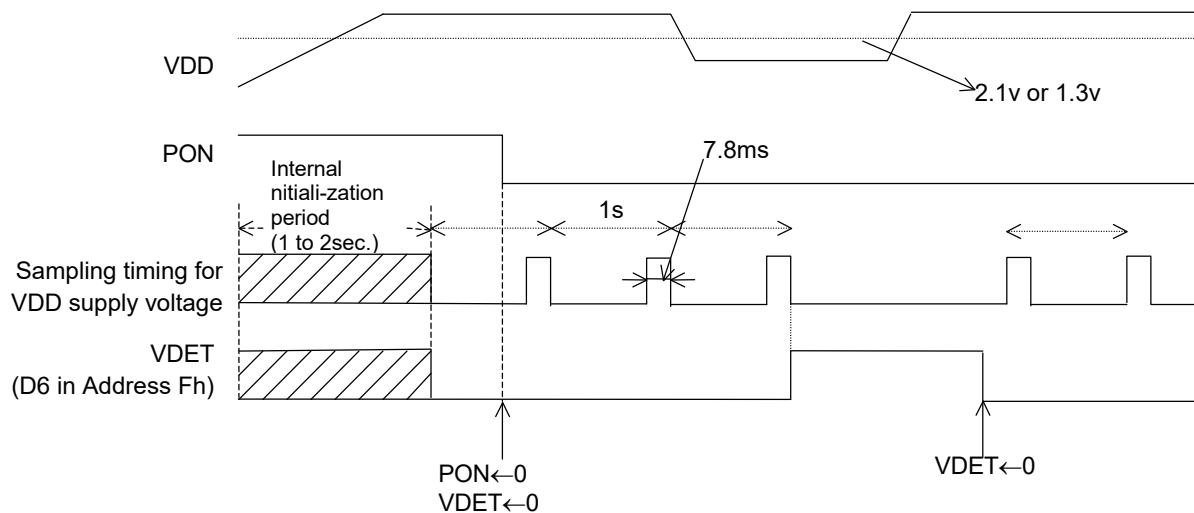 VDD
2.1v or 1.3v
PON
7.8ms
Internal
nitiali-zation
period
(1 to 2sec.)
1s
Sampling timing for
VDD supply voltage
VDET
(D6 in Address Fh)
PON←0
VDET←0
VDET←0